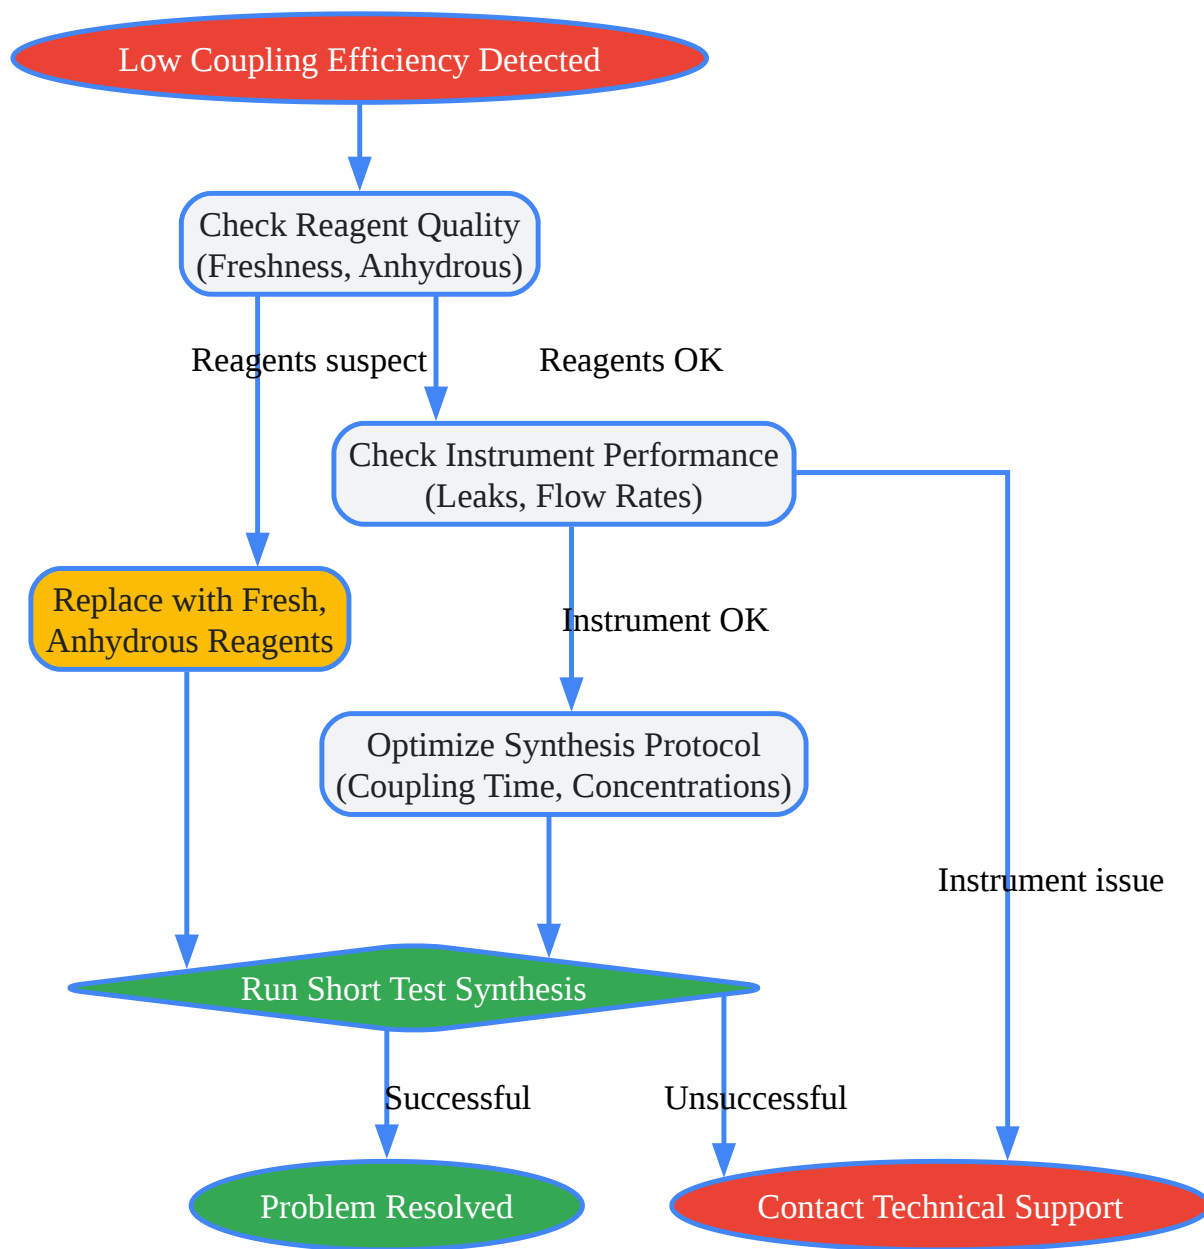 Low Coupling Efficiency Detected
Check Reagent Quality
(Freshness, Anhydrous)
Reagents suspect
Reagents OK
Check Instrument Performance
(Leaks, Flow Rates)
Replace with Fresh,
Anhydrous Reagents
Instrument OK
Optimize Synthesis Protocol
(Coupling Time, Concentrations)
Instrument issue
Run Short Test Synthesis
Successful
Unsuccessful
Problem Resolved
Contact Technical Support